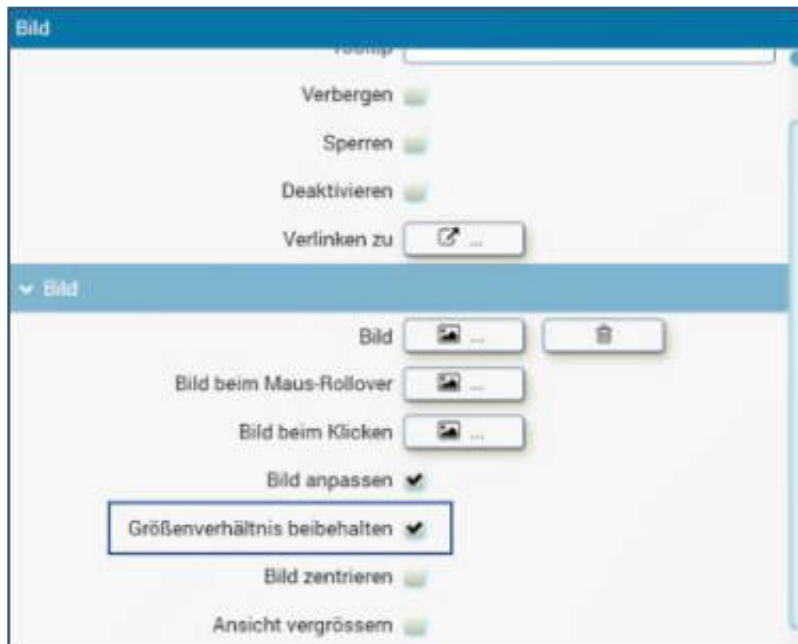 Bild
Verbergen
Sperren
Deaktivieren
Verlinken zu ...
Bild
Bild ...
Bild beim Maus-Rollover ...
Bild beim Klicken ...
Bild anpassen
Größenverhältnis beibehalten
Bild zentrieren
Ansicht vergrössern